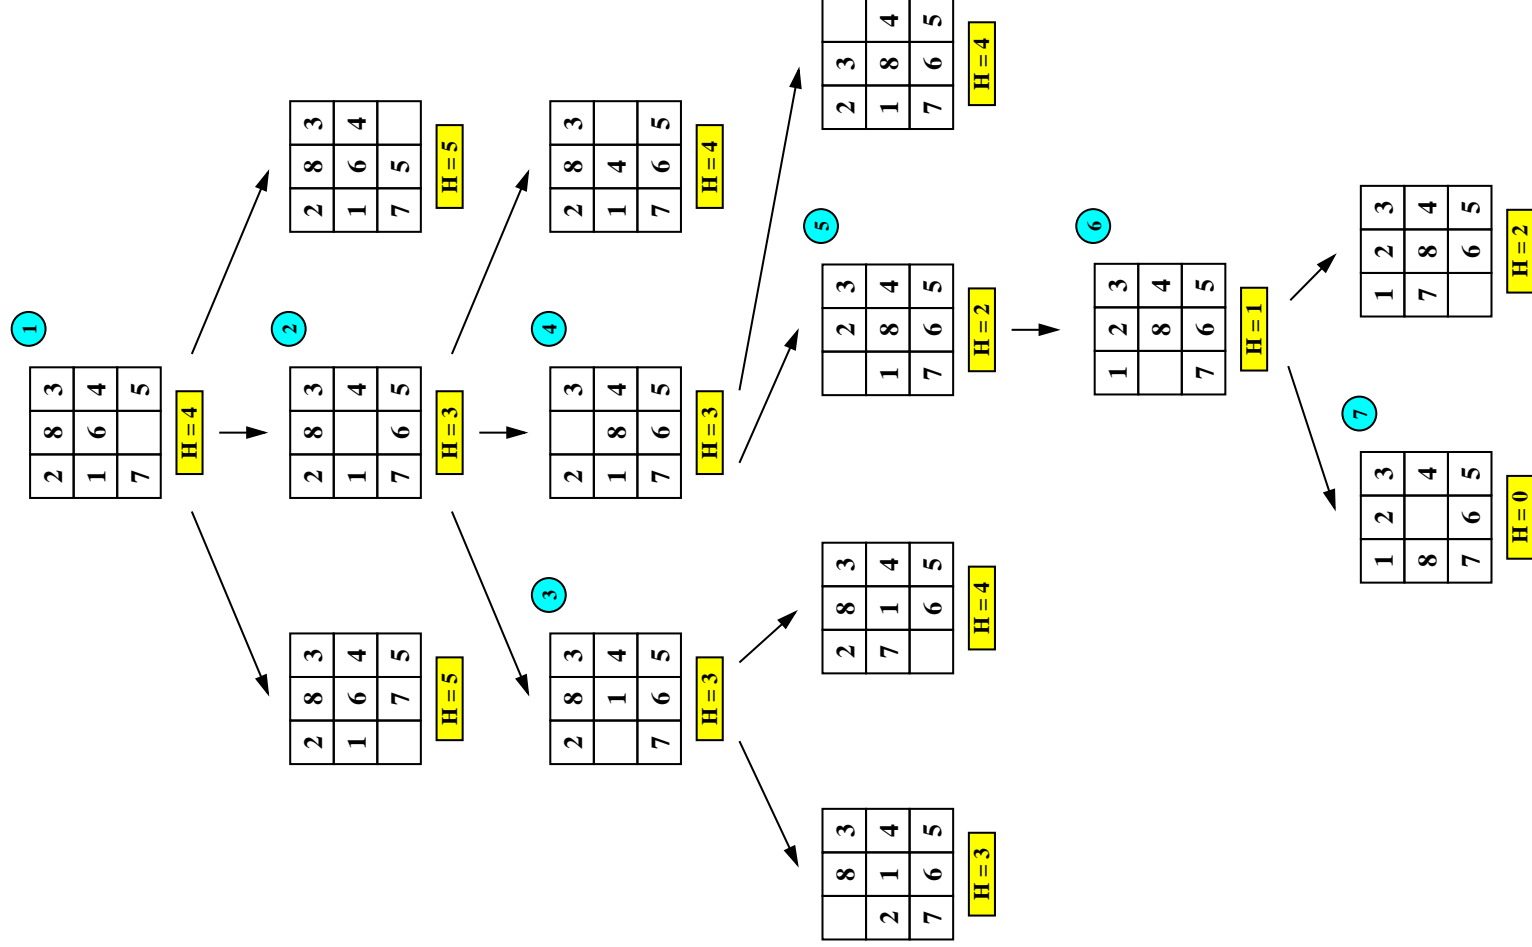 1
2 8 3
1 6 4
7 5
H = 4
2 8 3
1 6 4
7 5
H = 5
2
2 8 3
1 4
7 6 5
H = 3
2 8 3
1 6 4
7 5
H = 5
3
2 8 3
1 4
7 6 5
H = 3
4
2 3
1 8 4
7 6 5
H = 3
2 8 3
1 4
7 6 5
H = 4
8 3
2 1 4
7 6 5
H = 3
2 8 3
7 1 4
6 5
H = 4
5
2 3
1 8 4
7 6 5
H = 2
2 3
1 8 4
7 6 5
H = 4
6
1 2 3
8 4
7 6 5
H = 1
7
1 2 3
8 4
7 6 5
H = 0
1 2 3
7 8 4
6 5
H = 2